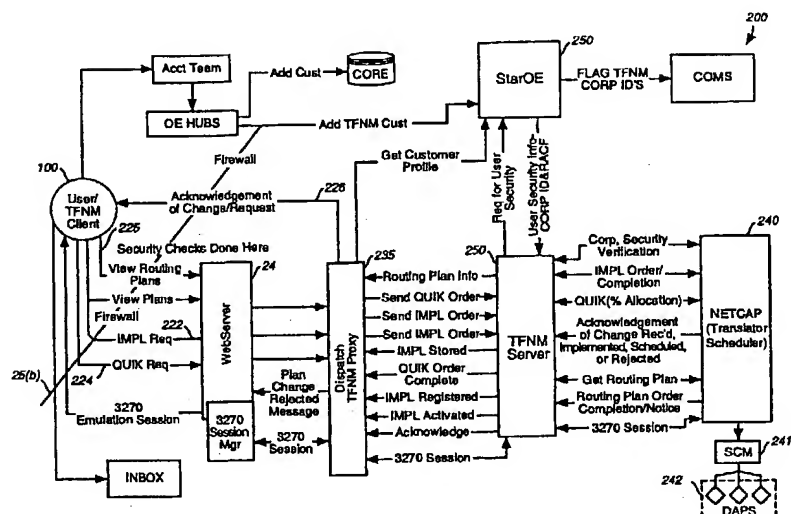 200
Acct Team
OE HUBS
Add Cust
CORE
Add TFNM Cust
250
StarOE
FLAG TFNM
CORP ID'S
COMS
Firewall
Get Customer
Profile
Req for User
Security
User Security Info-
CORP ID&RACF
100
User/
TFNM
Client
226
Acknowledgement
of Change/Request
225
Security Checks Done Here
View Routing
Plans
View Plans
Firewall
IMPL Req
222
QUIK Req
224
25(b)
3270
Emulation Session
INBOX
24
WebServer
3270
Session
Mgr
Plan
Change
Rejected
Message
3270
Session
235
Dispatch
TFNM Proxy
Routing Plan Info
Send QUIK Order
Send IMPL Order
Send IMPL Order
IMPL Stored
QUIK Order
Complete
IMPL Registered
IMPL Activated
Acknowledge
3270 Session
250
TFNM
Server
Corp, Security
Verification
IMPL Order/
Completion
QUIK(% Allocation)
Acknowledgement
of Change Rec'd,
Implemented, Scheduled,
or Rejected
Get Routing Plan
Routing Plan Order
Completion/Notice
3270 Session
240
NETCAP
(Translator
Scheduler)
SCM
241
242
DAPS